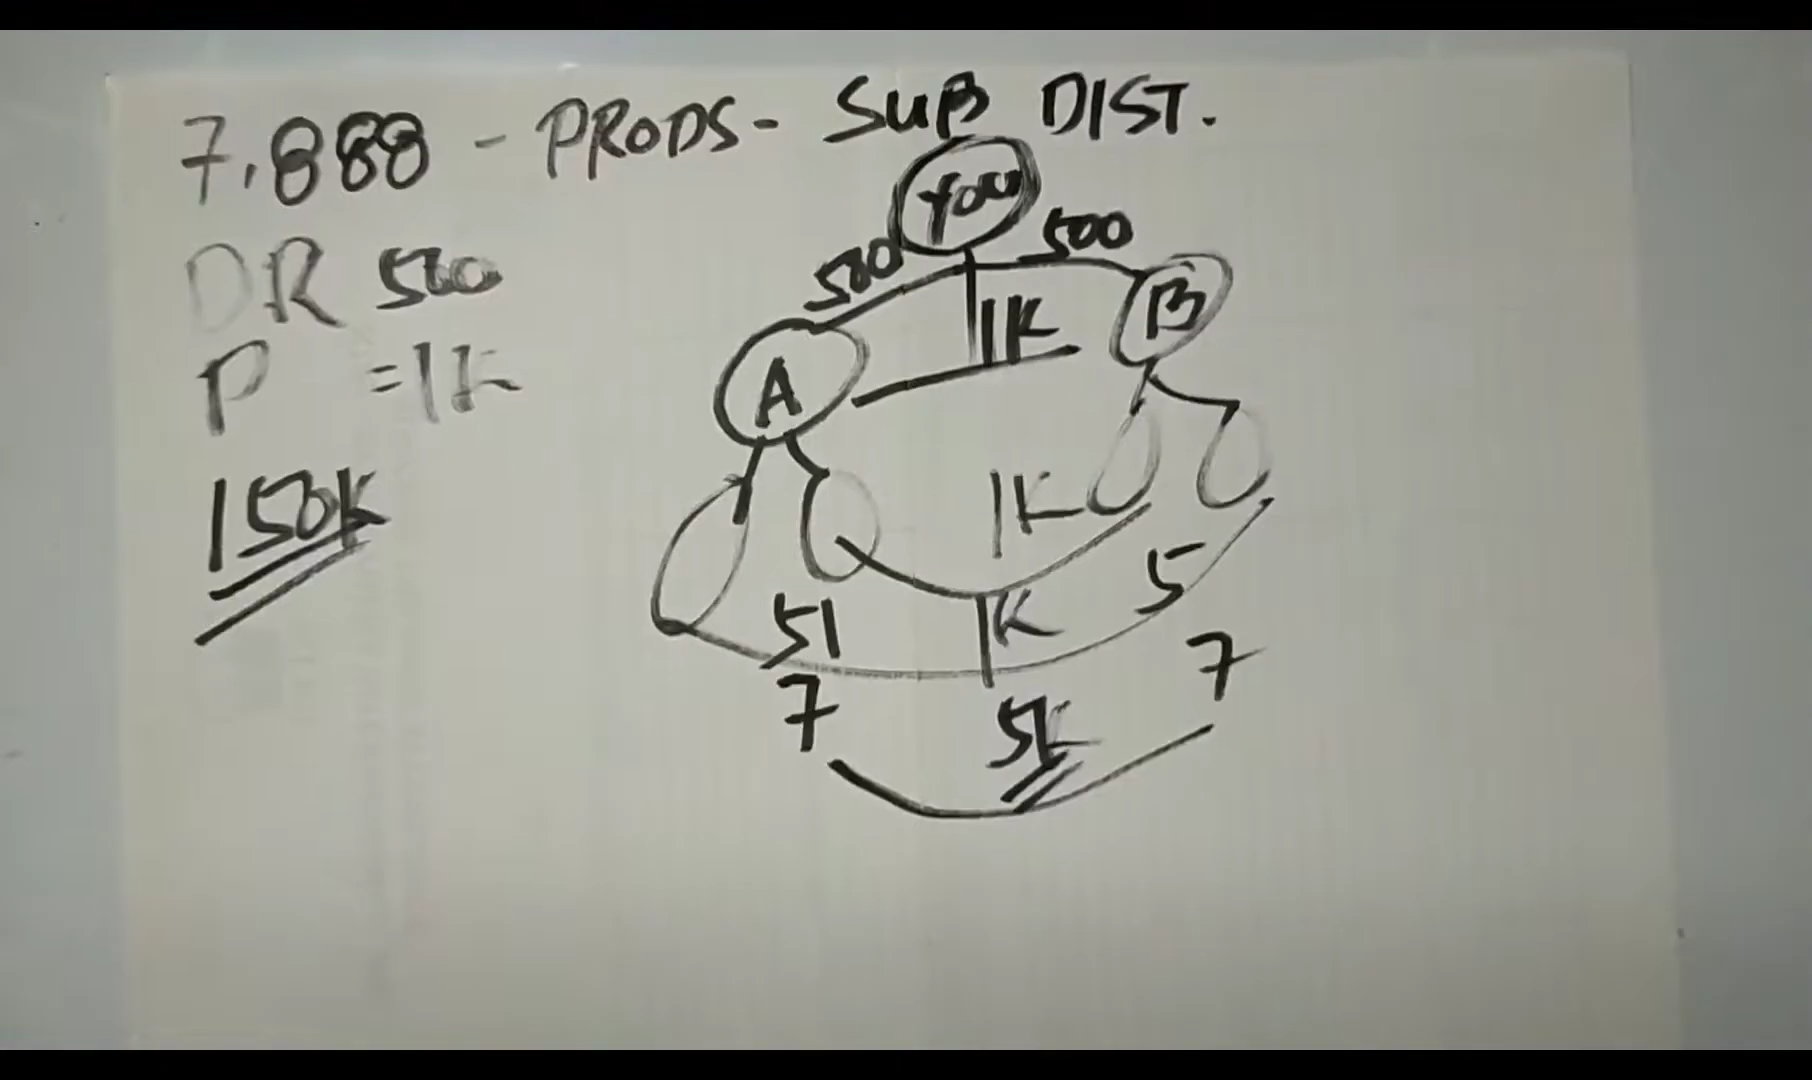 7,888 - PRODS - SUB DIST.
YOU
500 500
DR 500
B
1K
P = 1K
A
150K
1K
5
51 1K
7 7
5K